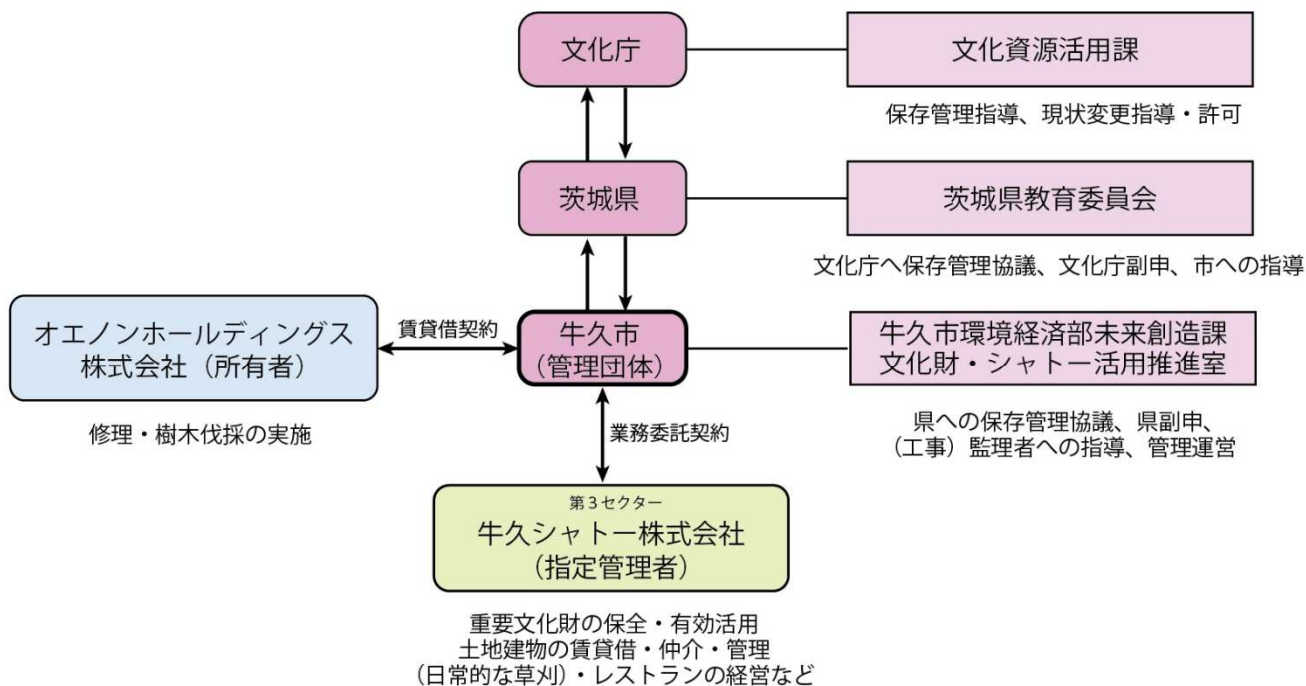 文化庁
文化資源活用課
保存管理指導、現状変更指導・許可
茨城県
茨城県教育委員会
文化庁へ保存管理協議、文化庁副申、市への指導
オエノンホールディングス
株式会社（所有者）
賃貸借契約
牛久市
（管理団体）
牛久市環境経済部未来創造課
文化財・シャトー活用推進室
修理・樹木伐採の実施
業務委託契約
県への保存管理協議、県副申、
（工事）監理者への指導、管理運営
第３セクター
牛久シャトー株式会社
（指定管理者）
重要文化財の保全・有効活用
土地建物の賃貸借・仲介・管理
（日常的な草刈）・レストランの経営など